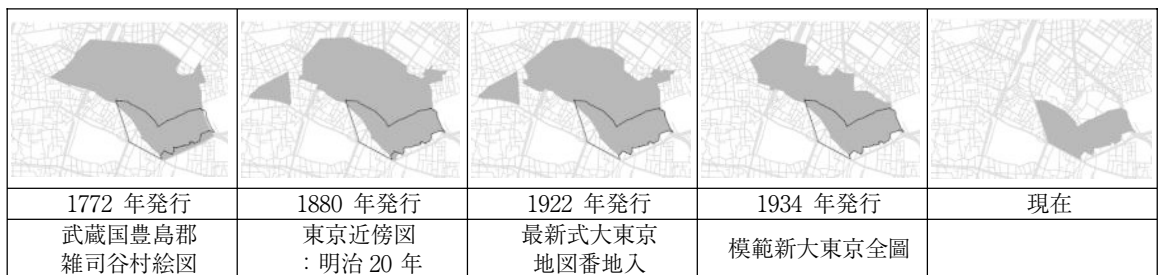 1772 年発行
1880 年発行
1922 年発行
1934 年発行
現在
武蔵国豊島郡
雑司谷村絵図
東京近傍図
：明治 20 年
最新式大東京
地図番地入
模範新大東京全圖